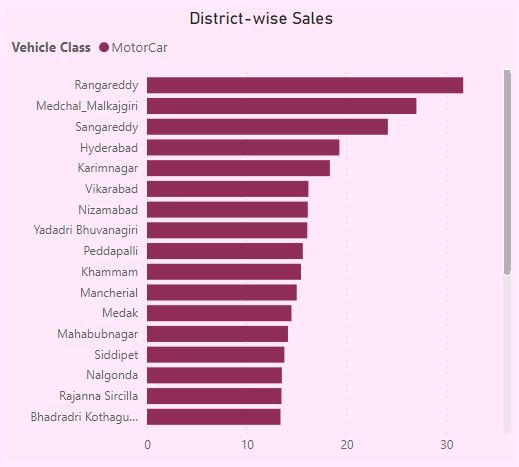 District-wise Sales
Vehicle Class MotorCar
Rangareddy
Medchal_Malkajgiri
Sangareddy
Hyderabad
Karimnagar
Vikarabad
Nizamabad
Yadadri Bhuvanagiri
Peddapalli
Khammam
Mancherial
Medak
Mahabubnagar
Siddipet
Nalgonda
Rajanna Sircilla
Bhadradri Kothagu...
0 10 20 30